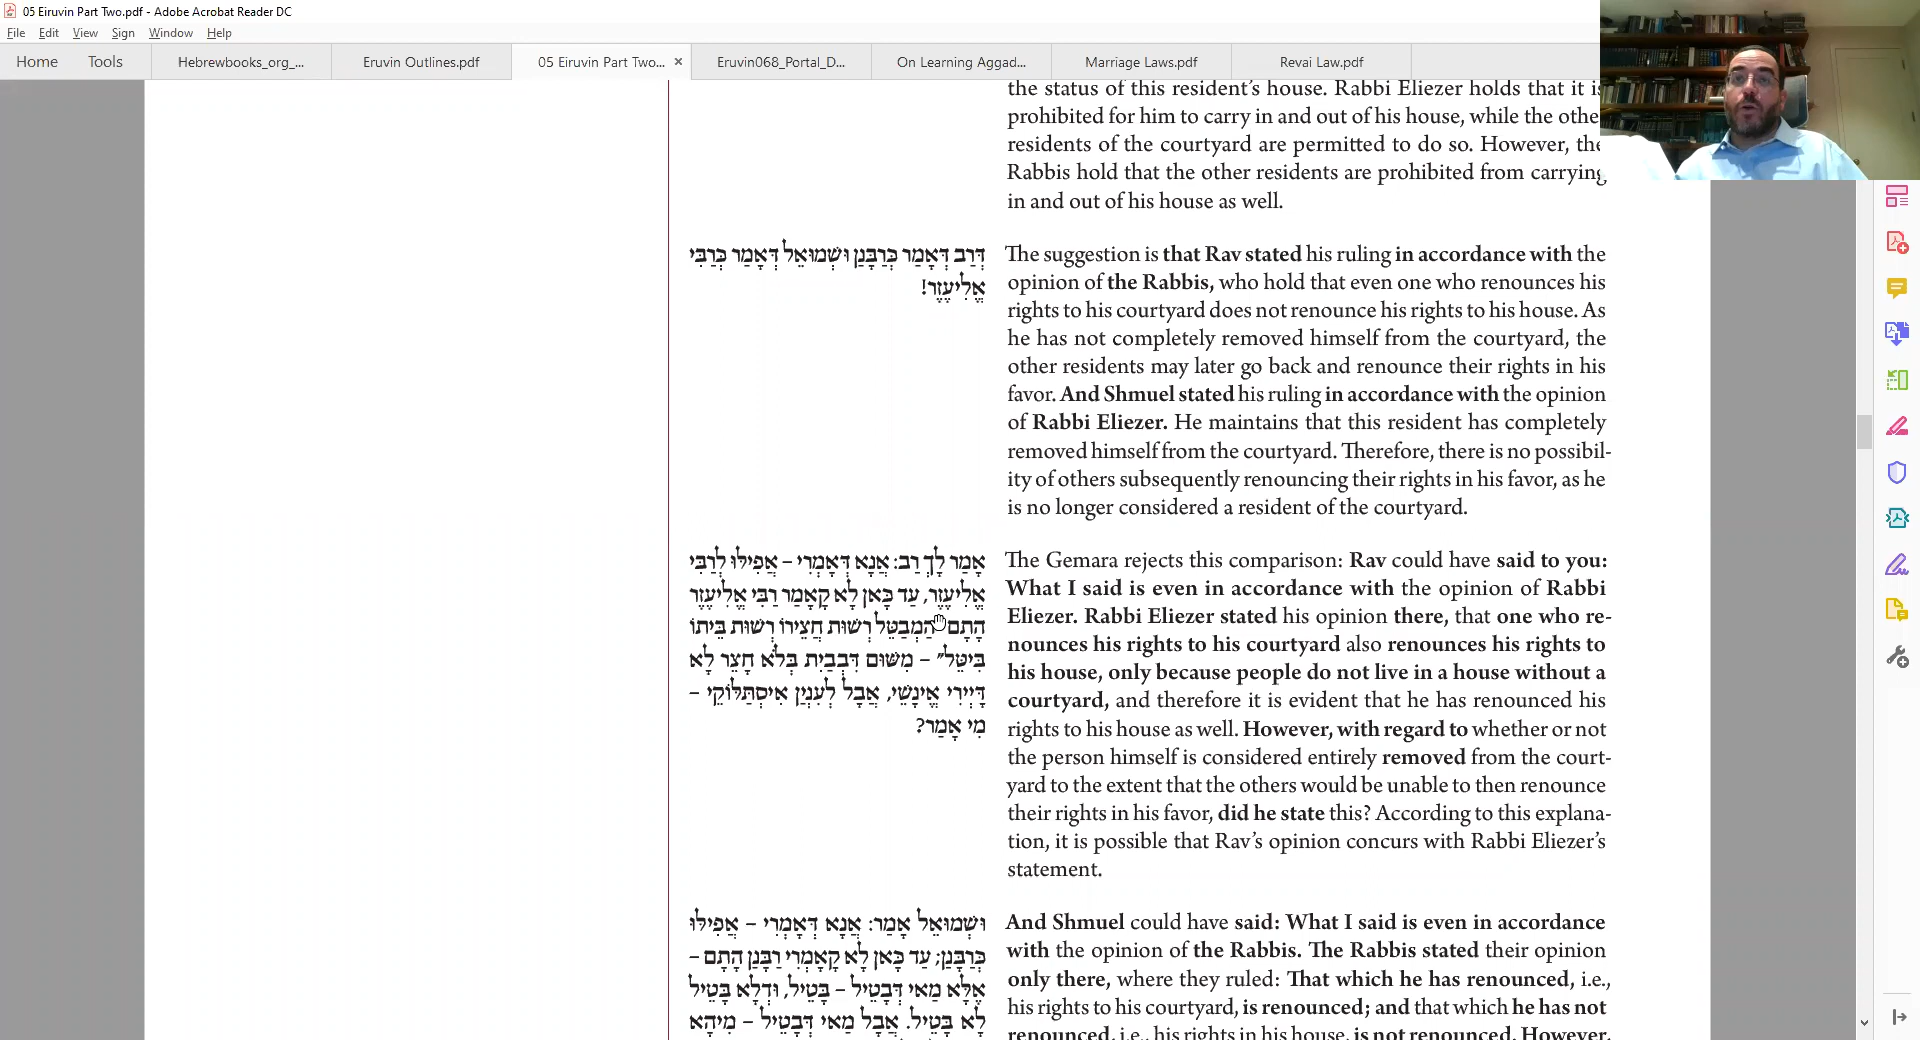 05 Eiruvin Part Two.pdf - Adobe Acrobat Reader DC
File Edit View Sign Window Help
Home Tools Hebrewbooks_org_... Eruvin Outlines.pdf 05 Eiruvin Part Two... × Eruvin068_Portal_D... On Learning Aggad... Marriage Laws.pdf Revai Law.pdf
the status of this resident's house. Rabbi Eliezer holds that it
prohibited for him to carry in and out of his house, while the
residents of the courtyard are permitted to do so. However,
Rabbis hold that the other residents are prohibited from carrying
in and out of his house as well.
דְּרַב דְּאָמַר כְּרַבָּנַן וּשְׁמוּאֵל דְּאָמַר כְּרַבִּי
אֱלִיעֶזֶר!
The suggestion is that Rav stated his ruling in accordance with the
opinion of the Rabbis, who hold that even one who renounces his
rights to his courtyard does not renounce his rights to his house. As
he has not completely removed himself from the courtyard, the
other residents may later go back and renounce their rights in his
favor. And Shmuel stated his ruling in accordance with the opinion
of Rabbi Eliezer. He maintains that this resident has completely
removed himself from the courtyard. Therefore, there is no possibil-
ity of others subsequently renouncing their rights in his favor, as he
is no longer considered a resident of the courtyard.
אָמַר לָךְ רַב: אֲנָא דְּאָמְרִי – אֲפִילּוּ לְרַבִּי
אֱלִיעֶזֶר, עַד כָּאן לָא קָאָמַר רַבִּי אֱלִיעֶזֶר
הָתָם הַמְבַטֵּל רְשׁוּת חֲצֵירוֹ רְשׁוּת בֵּיתוֹ
בִּיטֵּל״ – מִשּׁוּם דִּבְבַיִת בְּלֹא חָצֵר לָא
דָּיְירִי אֱינָשֵׁי, אֲבָל לְעִנְיַן אִיסְתַּלּוֹקֵי –
מִי אָמַר?
The Gemara rejects this comparison: Rav could have said to you:
What I said is even in accordance with the opinion of Rabbi
Eliezer. Rabbi Eliezer stated his opinion there, that one who re-
nounces his rights to his courtyard also renounces his rights to
his house, only because people do not live in a house without a
courtyard, and therefore it is evident that he has renounced his
rights to his house as well. However, with regard to whether or not
the person himself is considered entirely removed from the court-
yard to the extent that the others would be unable to then renounce
their rights in his favor, did he state this? According to this explana-
tion, it is possible that Rav's opinion concurs with Rabbi Eliezer's
statement.
וּשְׁמוּאֵל אָמַר: אֲנָא דְּאָמְרִי – אֲפִילּוּ
כְּרַבָּנַן; עַד כָּאן לָא קָאָמְרִי רַבָּנַן הָתָם –
אֶלָּא מַאי דְּבָטֵיל – בָּטֵיל, וּדְלָא בָּטֵיל
לָא בָּטֵיל. אֲבָל מַאי דְּבָטֵיל – מִיהָא
And Shmuel could have said: What I said is even in accordance
with the opinion of the Rabbis. The Rabbis stated their opinion
only there, where they ruled: That which he has renounced, i.e.,
his rights to his courtyard, is renounced; and that which he has not
renounced, i.e., his rights in his house, is not renounced. However,